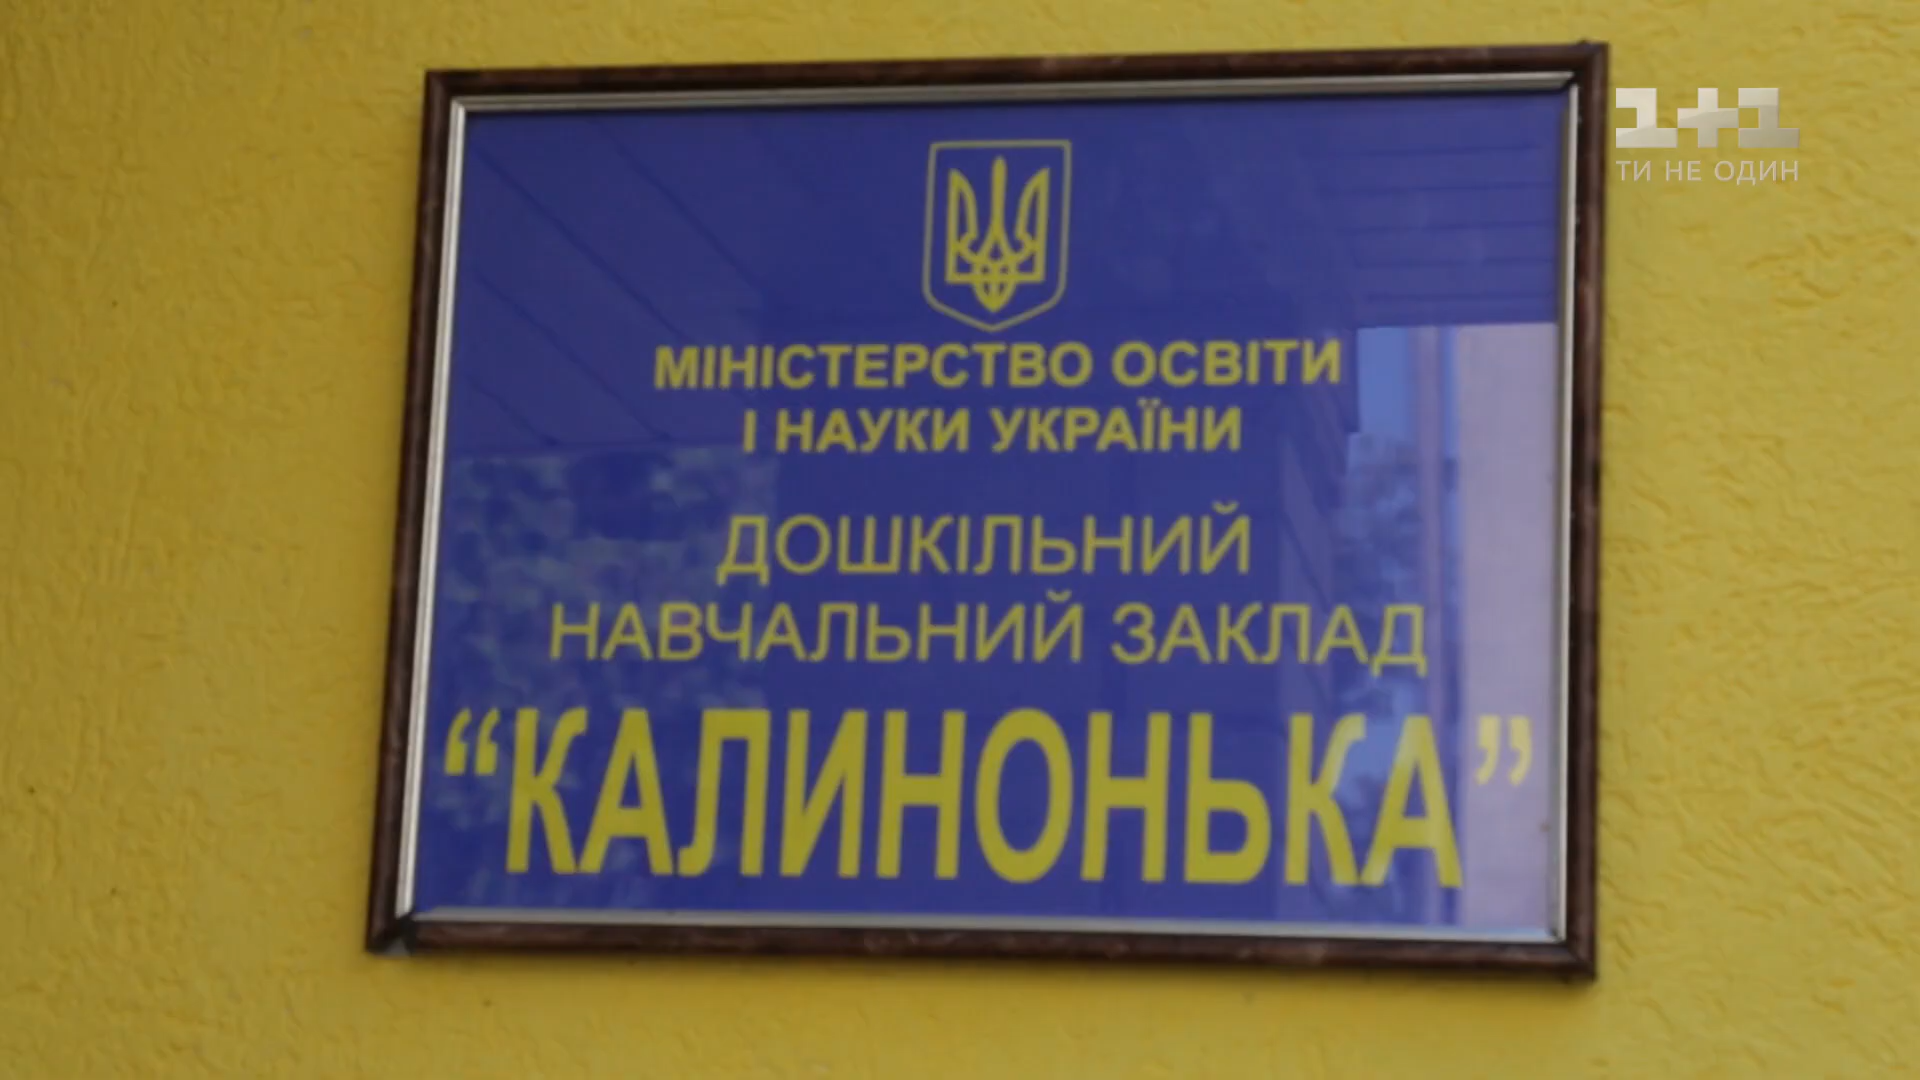 1+1
ТИ НЕ ОДИН
МІНІСТЕРСТВО ОСВІТИ
І НАУКИ УКРАЇНИ
ДОШКІЛЬНИЙ
НАВЧАЛЬНИЙ ЗАКЛАД
“КАЛИНОНЬКА”